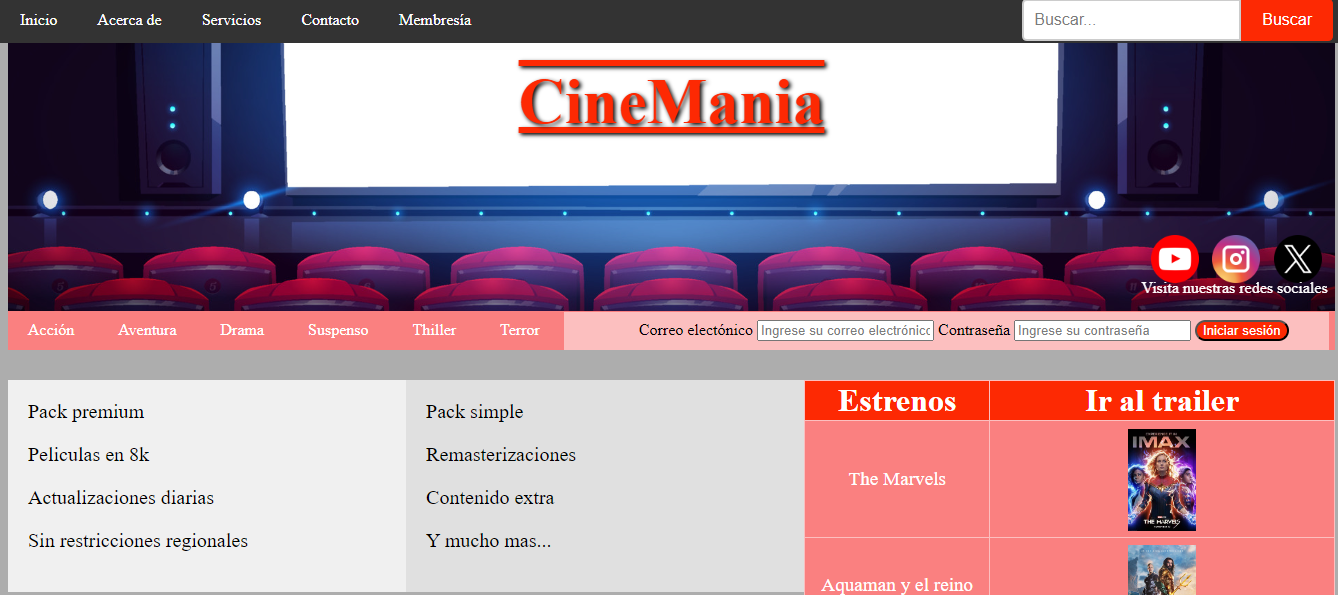 Inicio Acerca de Servicios Contacto Membresía Buscar... Buscar
CineMania
Visita nuestras redes sociales
Acción Aventura Drama Suspenso Thiller Terror Correo electónico Ingrese su correo electrónico Contraseña Ingrese su contraseña Iniciar sesión
Pack premium
Peliculas en 8k
Actualizaciones diarias
Sin restricciones regionales
Pack simple
Remasterizaciones
Contenido extra
Y mucho mas...
Estrenos Ir al trailer
The Marvels
IMAX
THE MARVELS
Aquaman y el reino